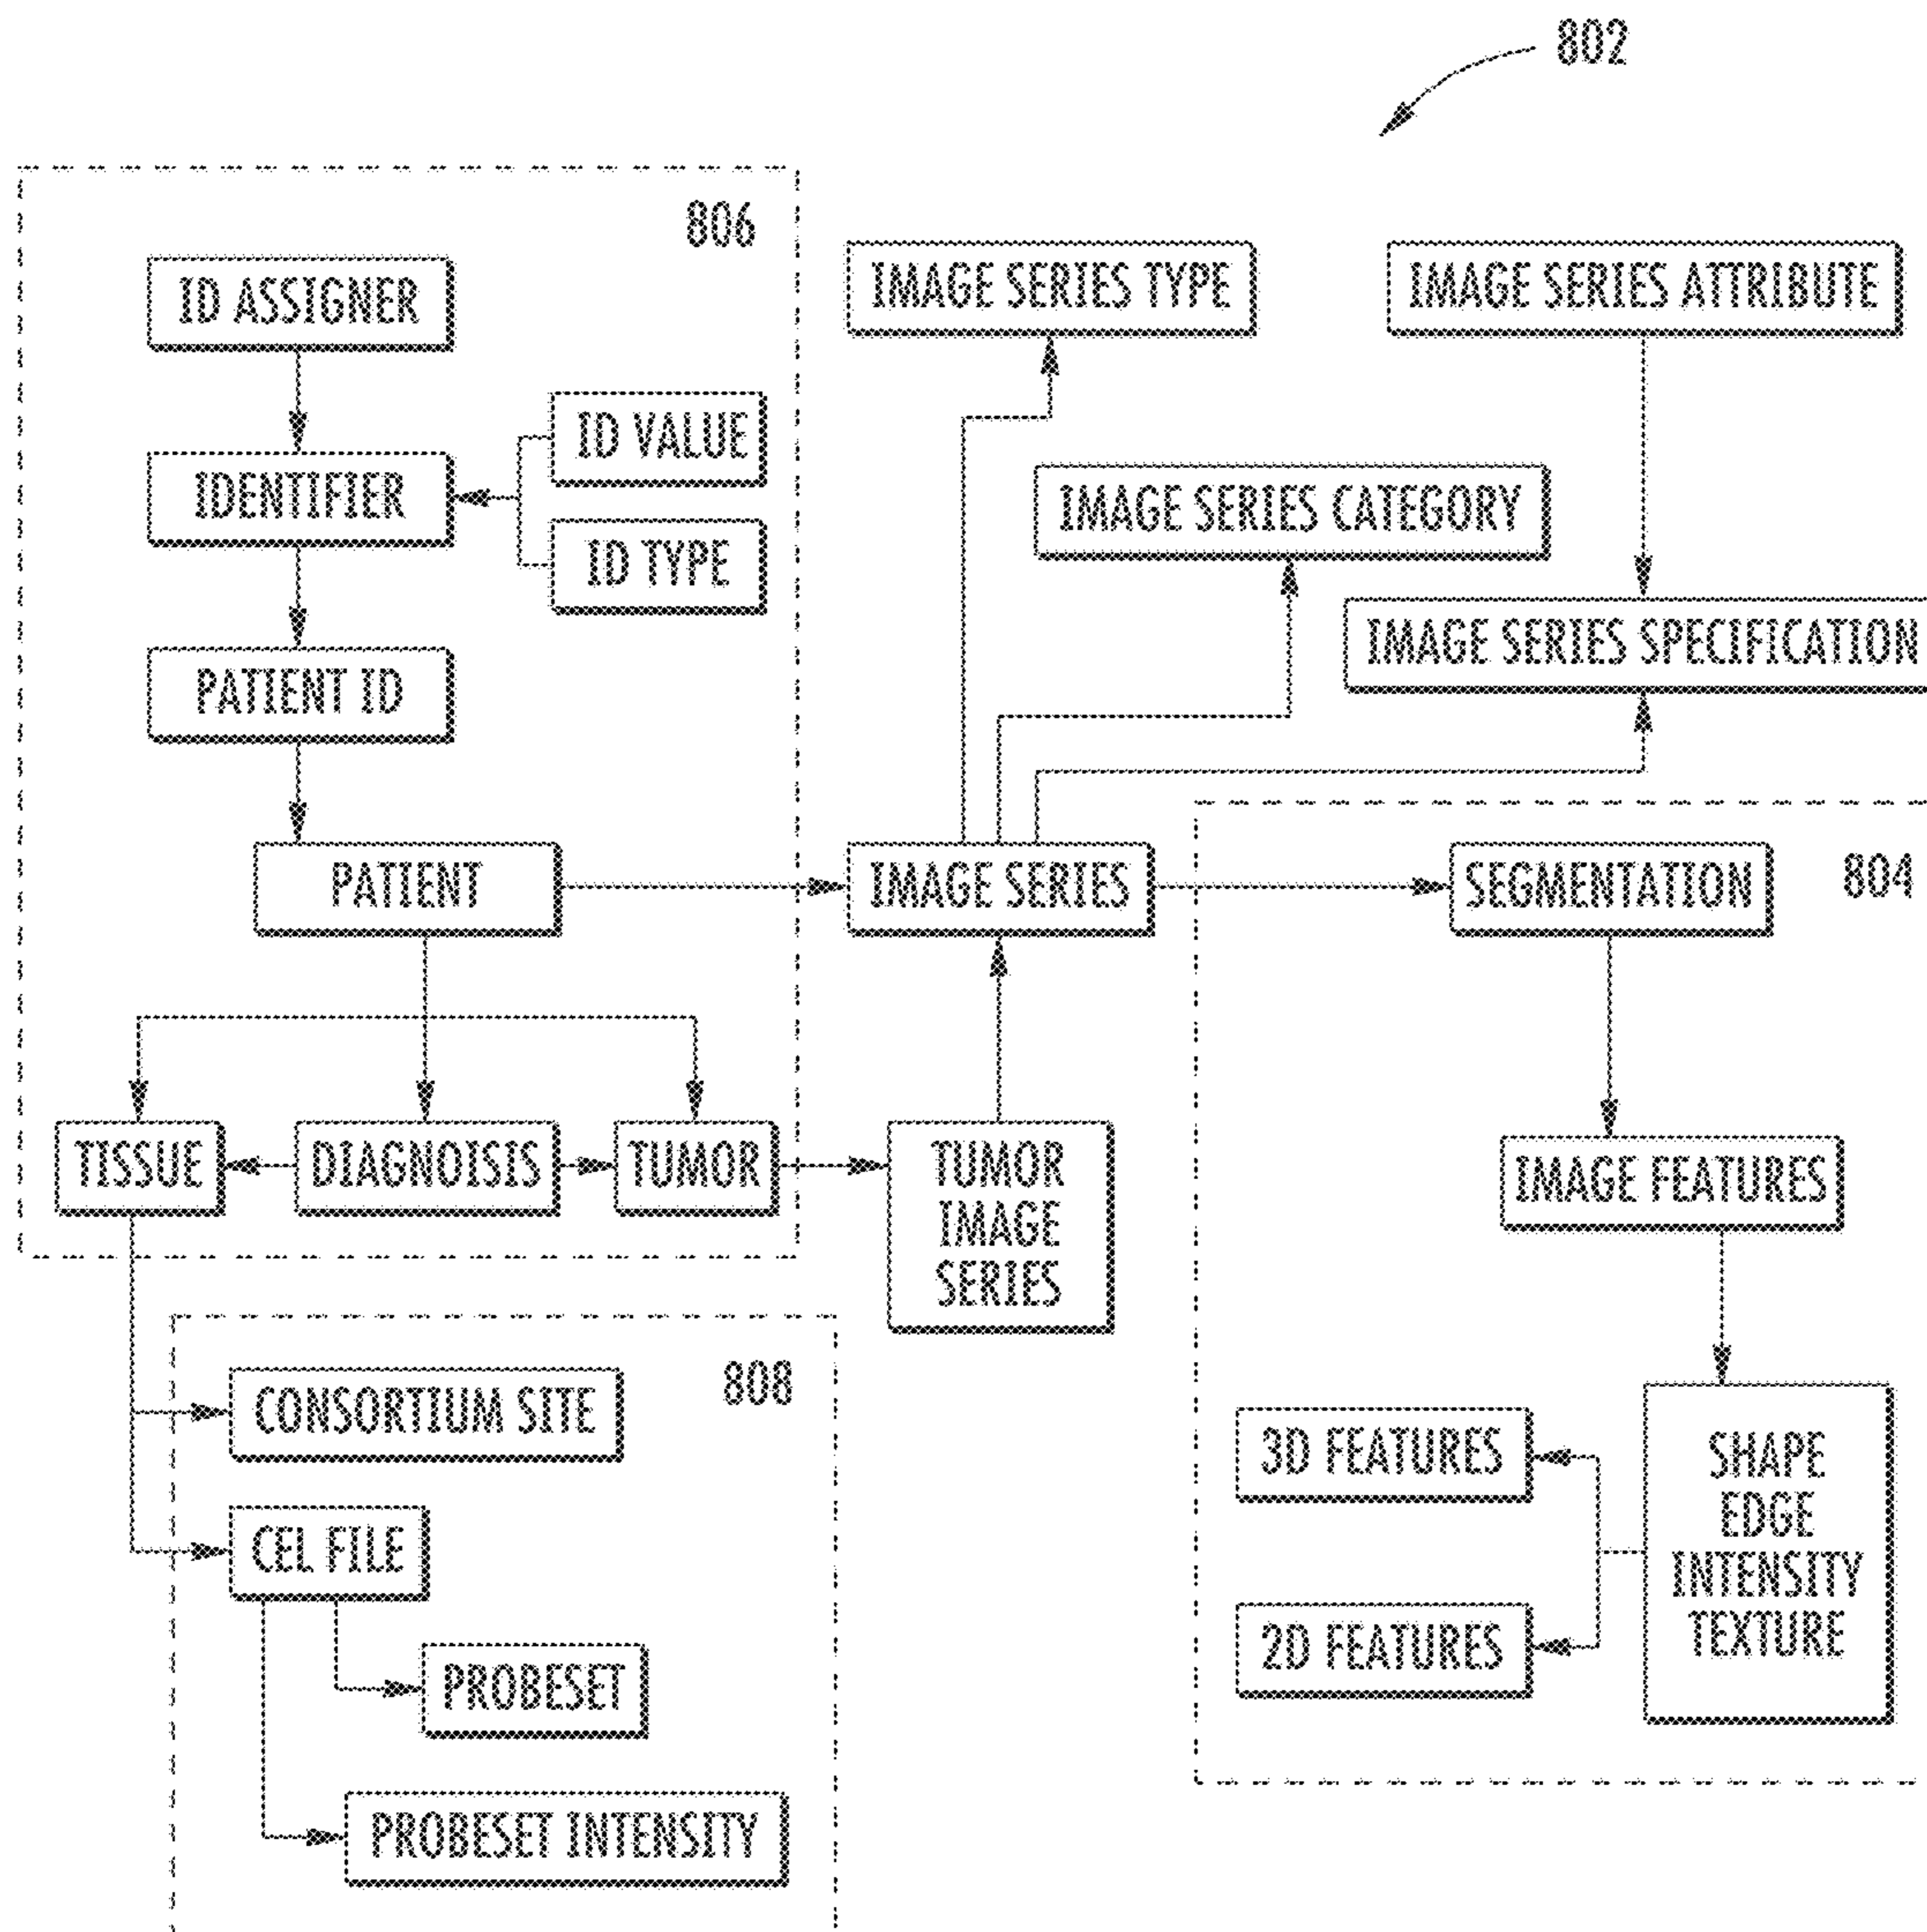 802
806
ID ASSIGNER
IMAGE SERIES TYPE
IMAGE SERIES ATTRIBUTE
ID VALUE
IDENTIFIER
IMAGE SERIES CATEGORY
ID TYPE
IMAGE SERIES SPECIFICATION
PATIENT ID
PATIENT
IMAGE SERIES
SEGMENTATION
804
TISSUE
DIAGNOISIS
TUMOR
TUMOR
IMAGE
SERIES
IMAGE FEATURES
808
CONSORTIUM SITE
3D FEATURES
SHAPE
EDGE
INTENSITY
TEXTURE
CEL FILE
2D FEATURES
PROBESET
PROBESET INTENSITY